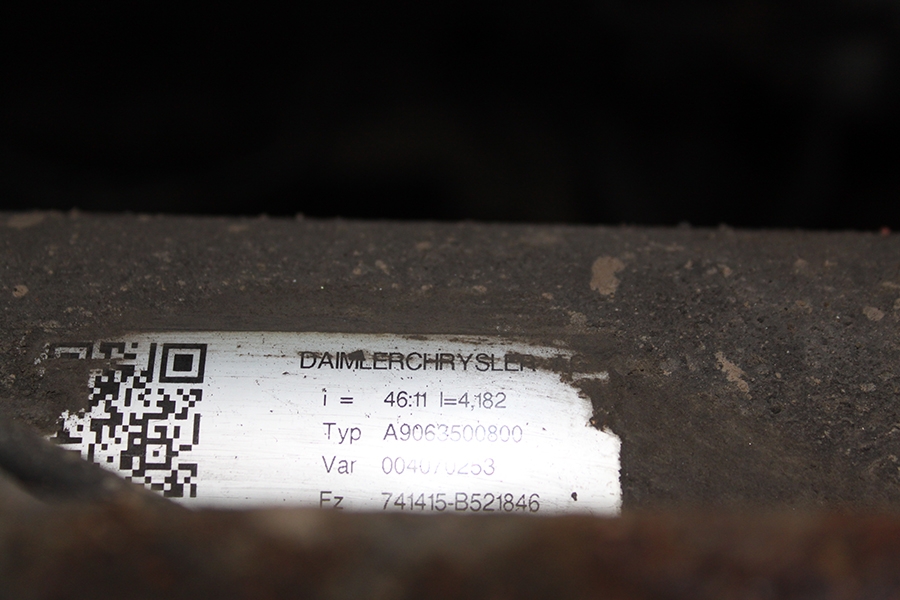 DAIMLERCHRYSLER
i = 46:11 I=4,182
Typ A9063500800
Var 004070253
Fz 741415-B521846